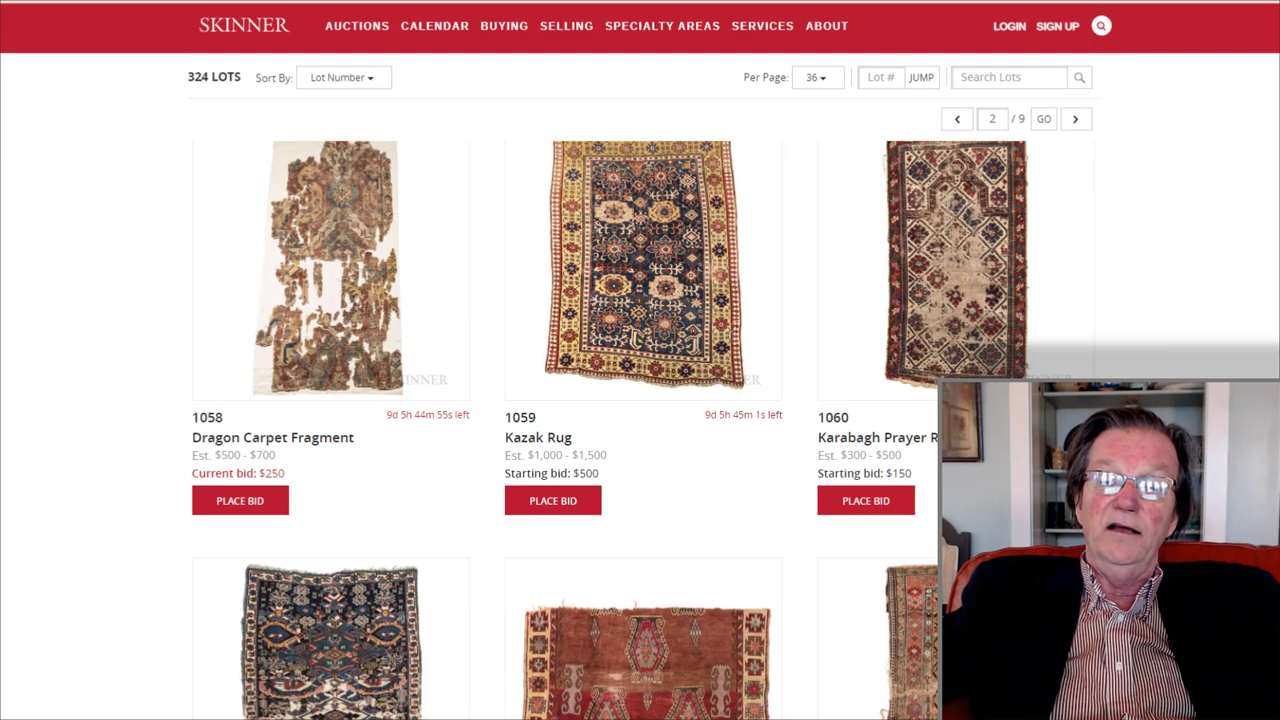 SKINNER
AUCTIONS CALENDAR BUYING SELLING SPECIALTY AREAS SERVICES ABOUT
LOGIN SIGN UP
324 LOTS Sort By: Lot Number
Per Page: 36 Lot # JUMP Search Lots
2 / 9 GO
1058 9d 5h 44m 55s left
Dragon Carpet Fragment
Est. $500 - $700
Current bid: $250
PLACE BID
1059 9d 5h 45m 1s left
Kazak Rug
Est. $1,000 - $1,500
Starting bid: $500
PLACE BID
1060
Karabagh Prayer R
Est. $300 - $500
Starting bid: $150
PLACE BID